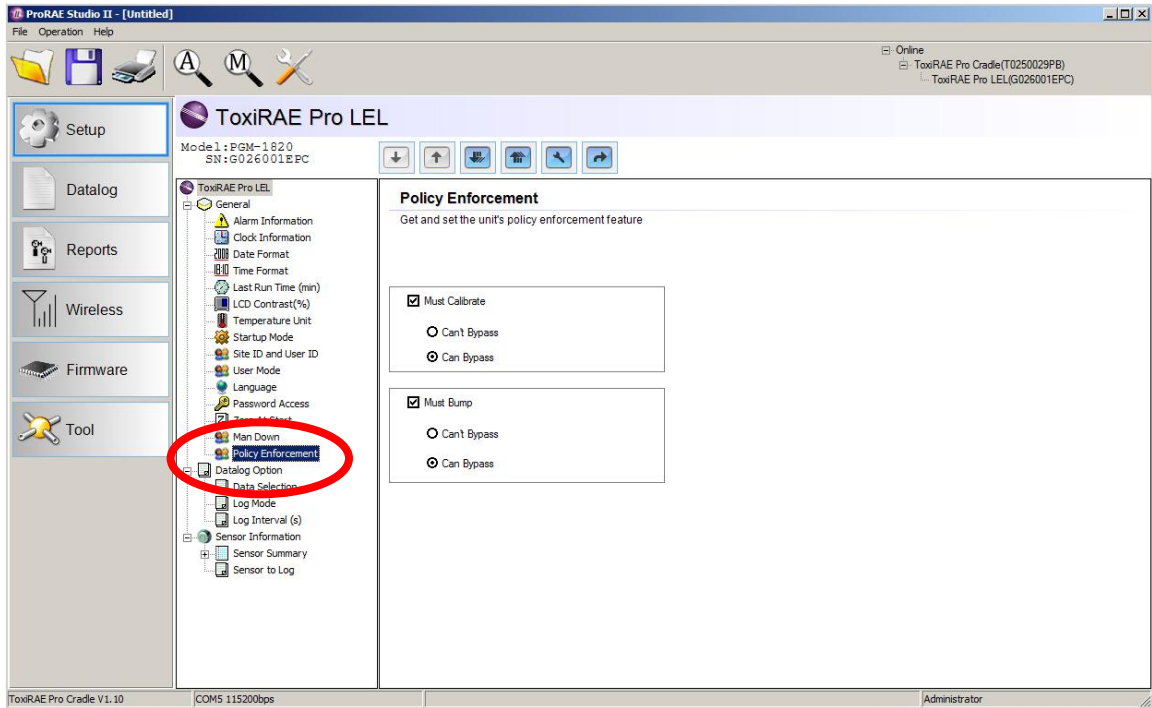 ProRAE Studio II - [Untitled]
File Operation Help
A M
Online
ToxiRAE Pro Cradle(T0250029PB)
ToxiRAE Pro LEL(G026001EPC)
Setup
Datalog
Reports
Wireless
Firmware
Tool
ToxiRAE Pro LEL
Model:PGM-1820
SN:G026001EPC
ToxiRAE Pro LEL
General
Alarm Information
Clock Information
Date Format
Time Format
Last Run Time (min)
LCD Contrast(%)
Temperature Unit
Startup Mode
Site ID and User ID
User Mode
Language
Password Access
Zero At Start
Man Down
Policy Enforcement
Datalog Option
Data Selection
Log Mode
Log Interval (s)
Sensor Information
Sensor Summary
Sensor to Log
Policy Enforcement
Get and set the unit's policy enforcement feature
Must Calibrate
Can't Bypass
Can Bypass
Must Bump
Can't Bypass
Can Bypass
ToxiRAE Pro Cradle V1.10
COM5 115200bps
Administrator